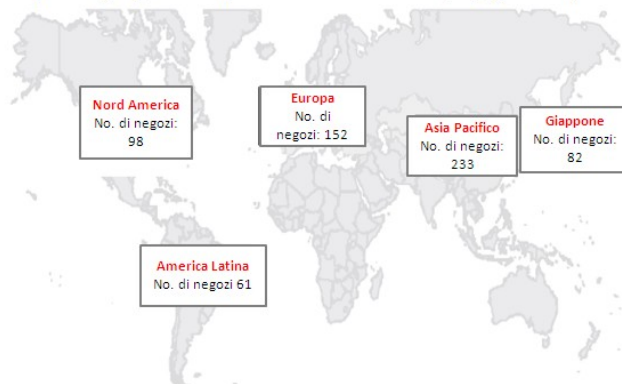 Nord America
No. di negozi:
98
Europa
No. di
negozi: 152
Asia Pacifico
No. di negozi:
233
Giappone
No. di negozi:
82
America Latina
No. di negozi 61